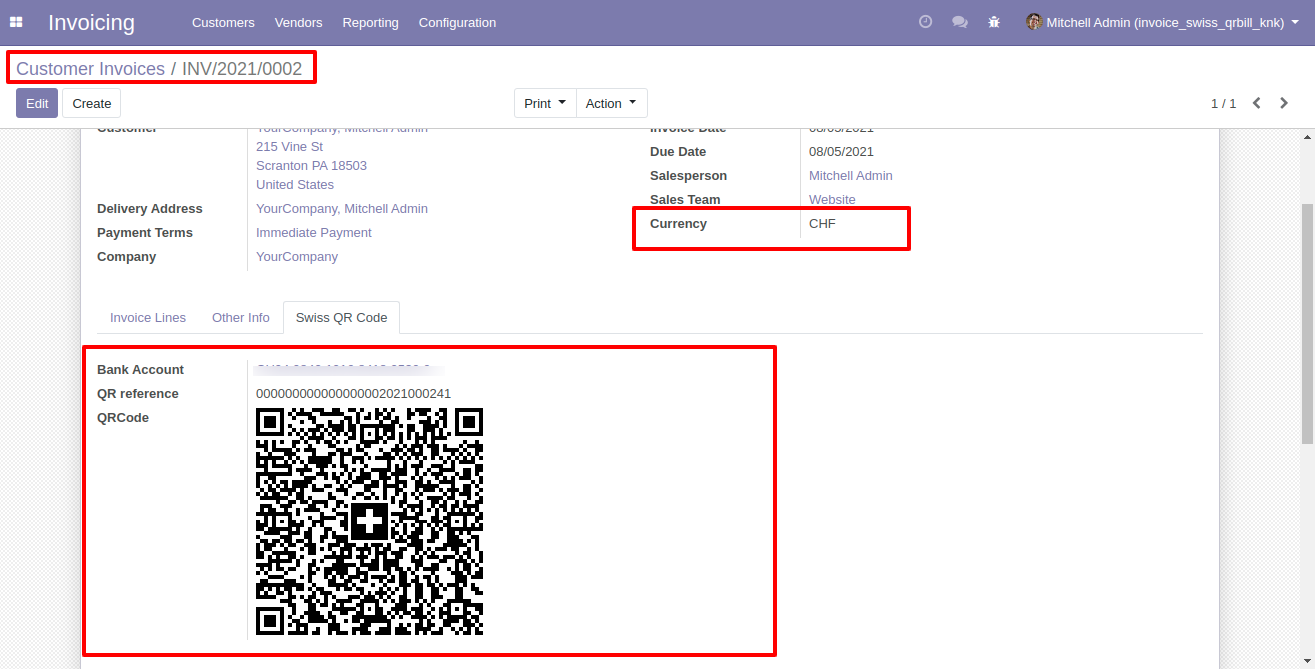 Invoicing Customers Vendors Reporting Configuration Mitchell Admin (invoice_swiss_qrbill_knk)
Customer Invoices / INV/2021/0002
Edit Create Print Action 1 / 1
Customer YourCompany, Mitchell Admin Invoice Date 08/05/2021
215 Vine St Due Date 08/05/2021
Scranton PA 18503 Salesperson Mitchell Admin
United States Sales Team Website
Delivery Address YourCompany, Mitchell Admin Currency CHF
Payment Terms Immediate Payment
Company YourCompany
Invoice Lines Other Info Swiss QR Code
Bank Account
QR reference 000000000000000002021000241
QRCode